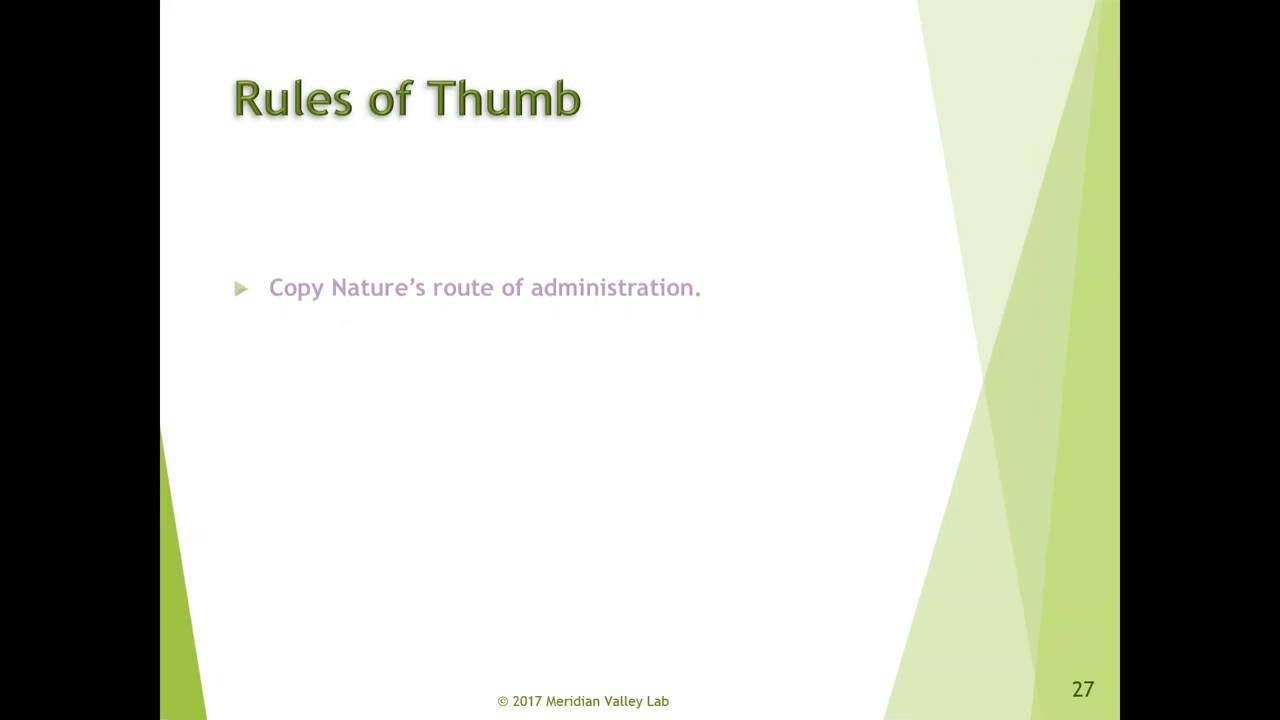 Rules of Thumb
Copy Nature’s route of administration.
© 2017 Meridian Valley Lab
27